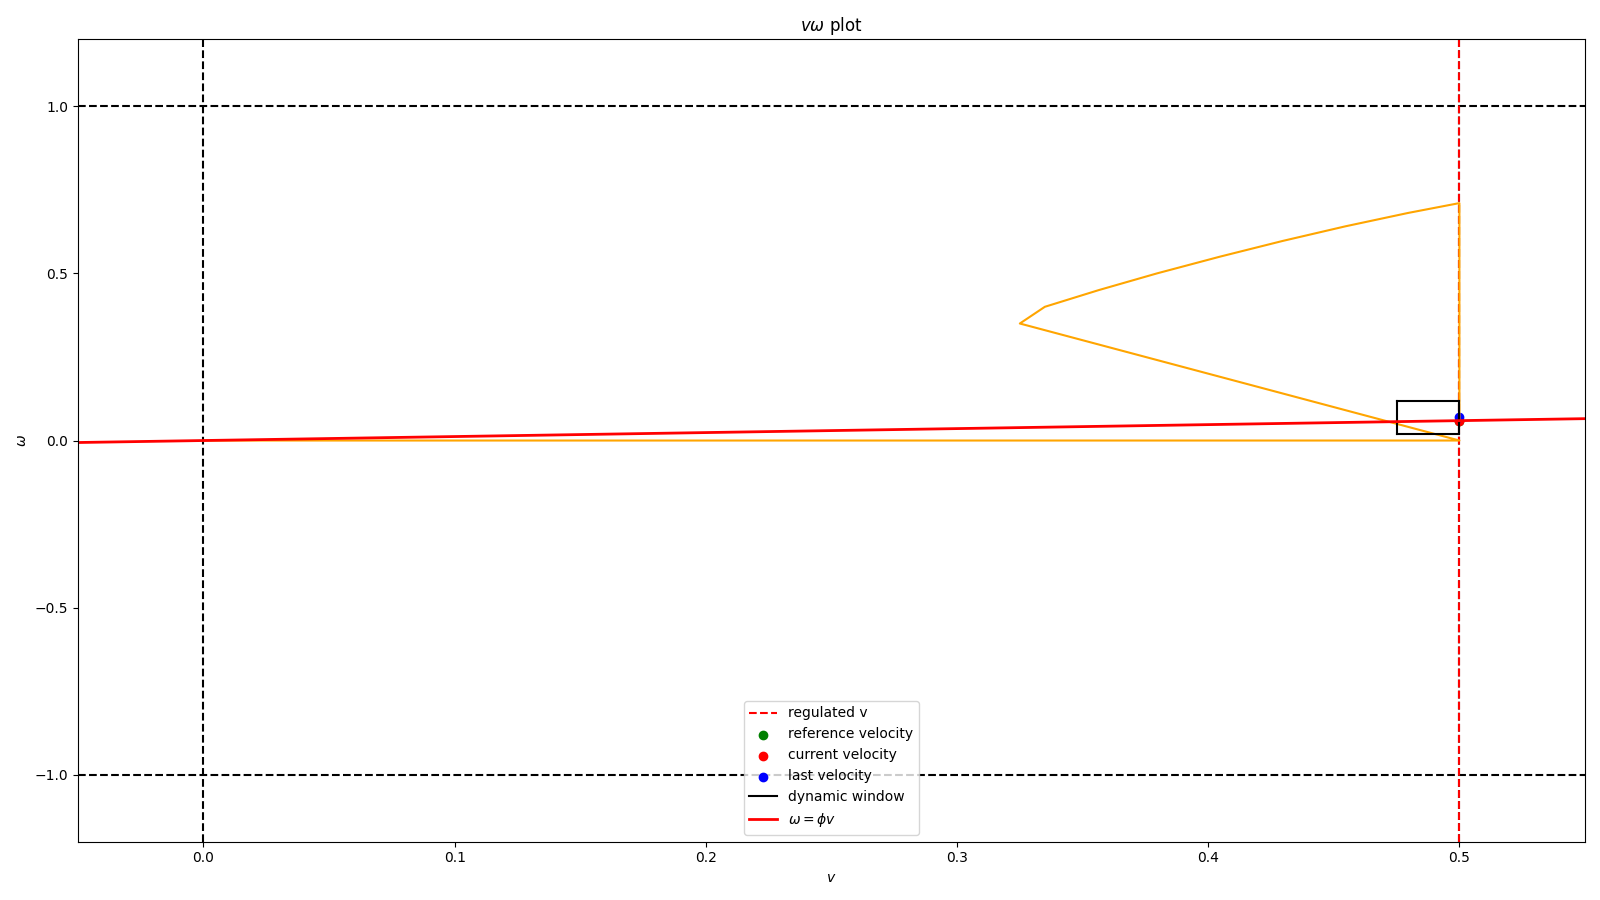 vω plot
1.0
0.5
0.0
−0.5
−1.0
ω
regulated v
reference velocity
current velocity
last velocity
dynamic window
ω = ϕv
0.0 0.1 0.2 0.3 0.4 0.5
v